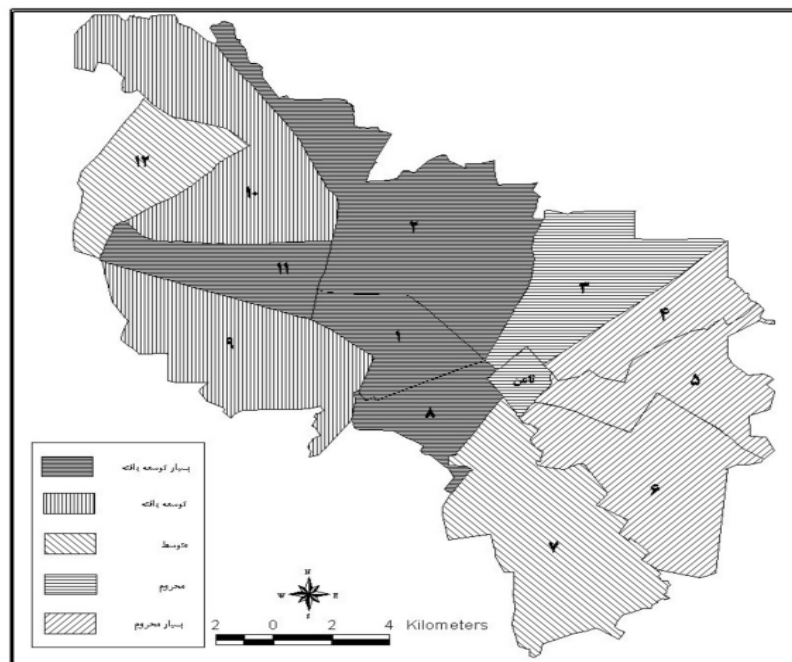 ۱۲
۱۰
۲
۱۱
۳
۴
۱
۹
ثامن
۵
۸
۶
۷
بسیار توسعه یافته
توسعه یافته
متوسط
محروم
بسیار محروم
N
W E
S
2 0 2 4 Kilometers